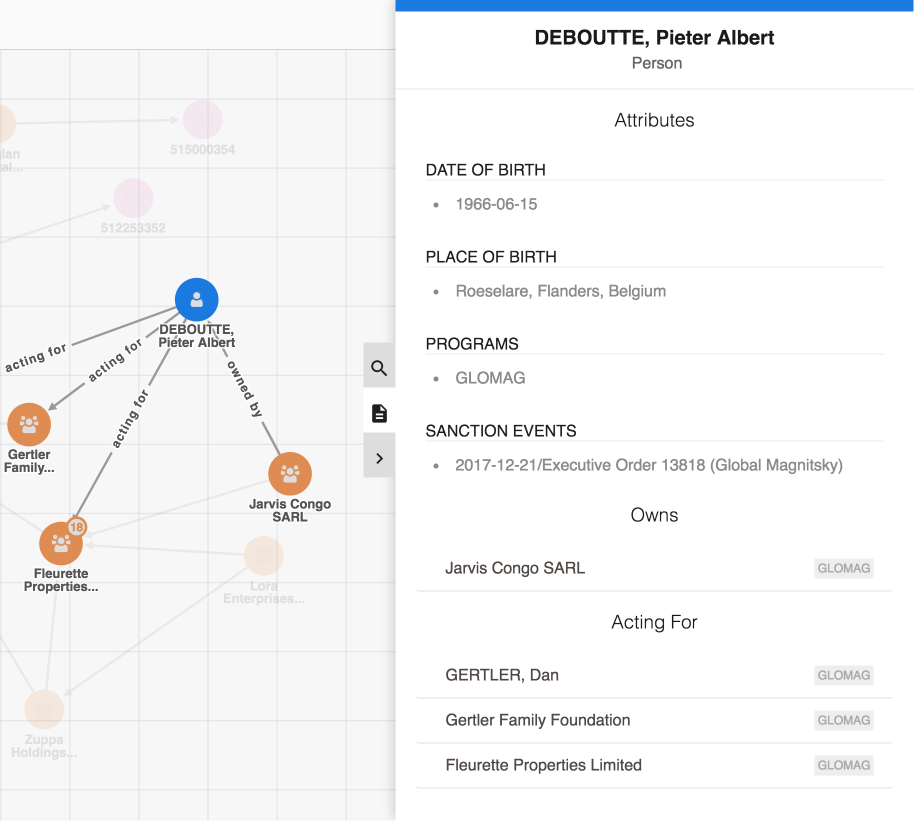 515000354
512253352
DEBOUTTE,
Pieter Albert
acting for
acting for
acting for
owned by
Gertler
Family...
Jarvis Congo
SARL
18
Fleurette
Properties...
Lora
Enterprises...
Zuppa
Holdings...
DEBOUTTE, Pieter Albert
Person
Attributes
DATE OF BIRTH
• 1966-06-15
PLACE OF BIRTH
• Roeselare, Flanders, Belgium
PROGRAMS
• GLOMAG
SANCTION EVENTS
• 2017-12-21/Executive Order 13818 (Global Magnitsky)
Owns
Jarvis Congo SARL GLOMAG
Acting For
GERTLER, Dan GLOMAG
Gertler Family Foundation GLOMAG
Fleurette Properties Limited GLOMAG